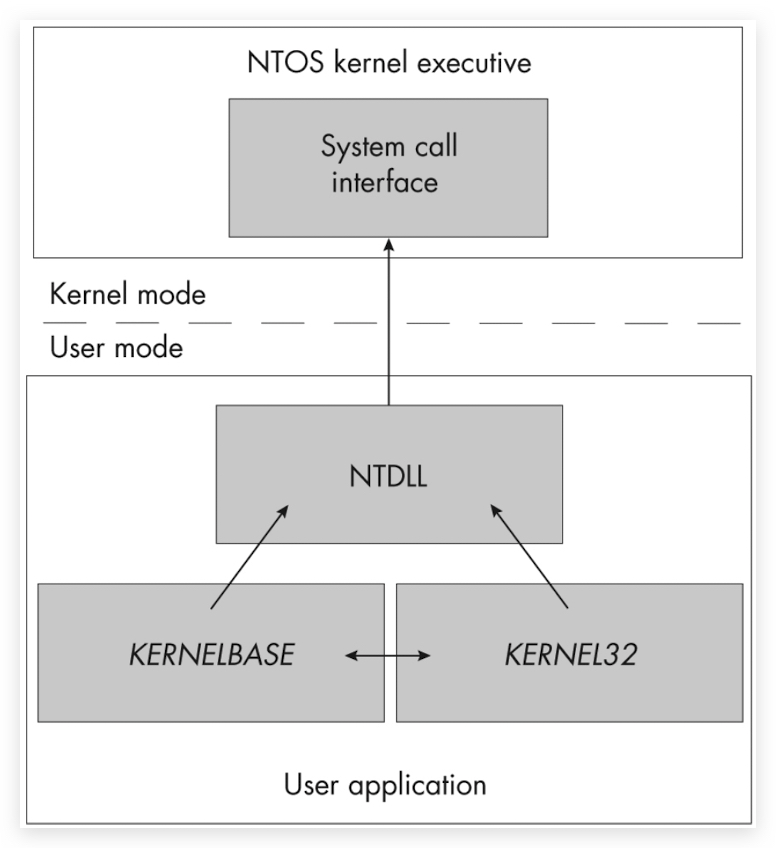 NTOS kernel executive
System call
interface
Kernel mode
User mode
NTDLL
KERNELBASE
KERNEL32
User application